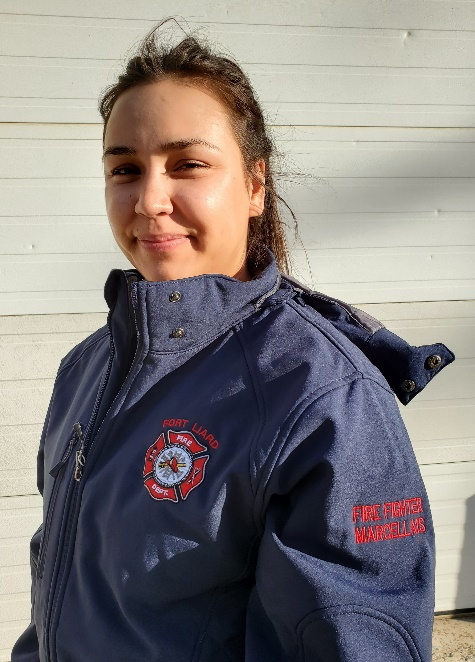 FORT LIARD
FIRE
DEPT.
FIRE FIGHTER
MARCELLAIS